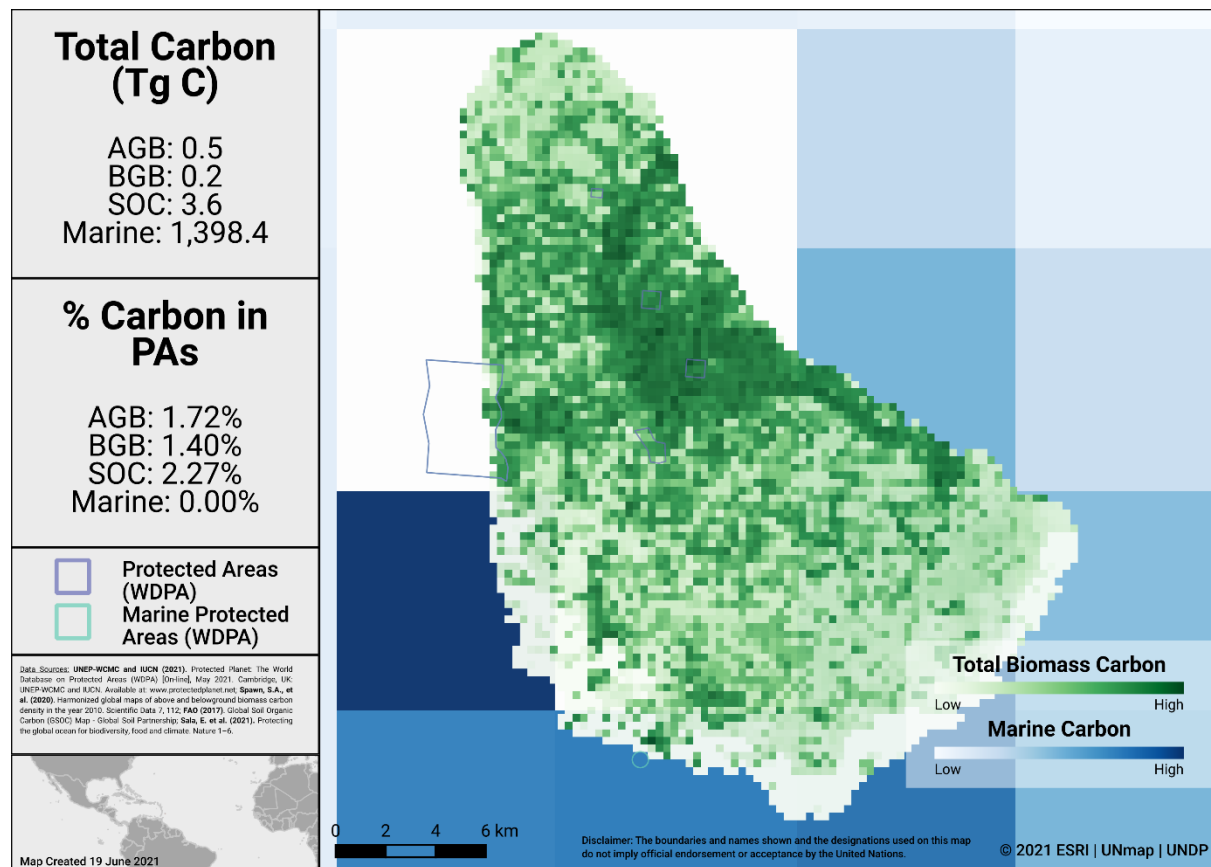 Total Carbon
(Tg C)
AGB: 0.5
BGB: 0.2
SOC: 3.6
Marine: 1,398.4
% Carbon in
PAs
AGB: 1.72%
BGB: 1.40%
SOC: 2.27%
Marine: 0.00%
Protected Areas
(WDPA)
Marine Protected
Areas (WDPA)
Data Sources: UNEP-WCMC and IUCN (2021). Protected Planet: The World
Database on Protected Areas (WDPA) [On-line], May 2021. Cambridge, UK:
UNEP-WCMC and IUCN. Available at: www.protectedplanet.net; Spawn, S.A., et
al. (2020). Harmonized global maps of above and belowground biomass carbon
density in the year 2010. Scientific Data 7, 112; FAO (2017). Global Soil Organic
Carbon (GSOC) Map - Global Soil Partnership; Sala, E. et al. (2021). Protecting
the global ocean for biodiversity, food and climate. Nature 1–6.
Map Created 19 June 2021
Total Biomass Carbon
Low High
Marine Carbon
Low High
0 2 4 6 km
Disclaimer: The boundaries and names shown and the designations used on this map
do not imply official endorsement or acceptance by the United Nations.
© 2021 ESRI | UNmap | UNDP